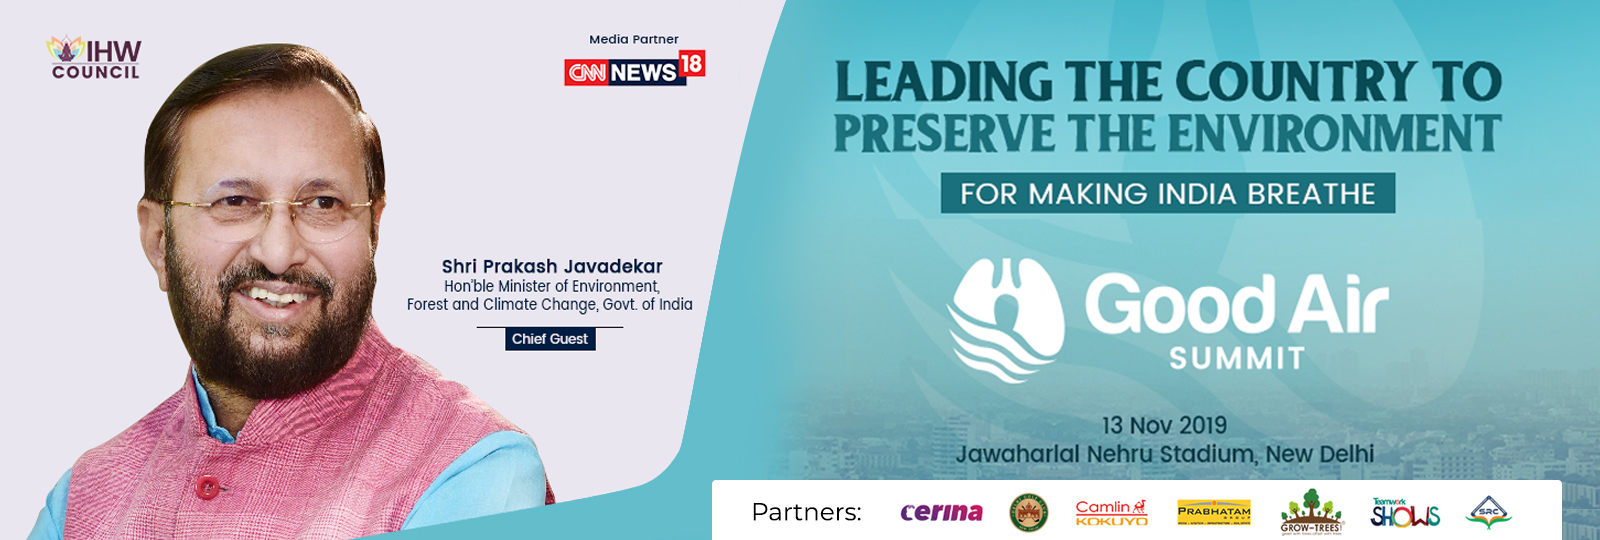 IHW
COUNCIL
Media Partner
CNN NEWS 18
Shri Prakash Javadekar
Hon'ble Minister of Environment,
Forest and Climate Change, Govt. of India
Chief Guest
LEADING THE COUNTRY TO
PRESERVE THE ENVIRONMENT
FOR MAKING INDIA BREATHE
Good Air
SUMMIT
13 Nov 2019
Jawaharlal Nehru Stadium, New Delhi
Partners:
cerina
Camlin
KOKUYO
PRABHATAM
GROUP
GROW-TREES
Teamwork
SHOWS
SRC